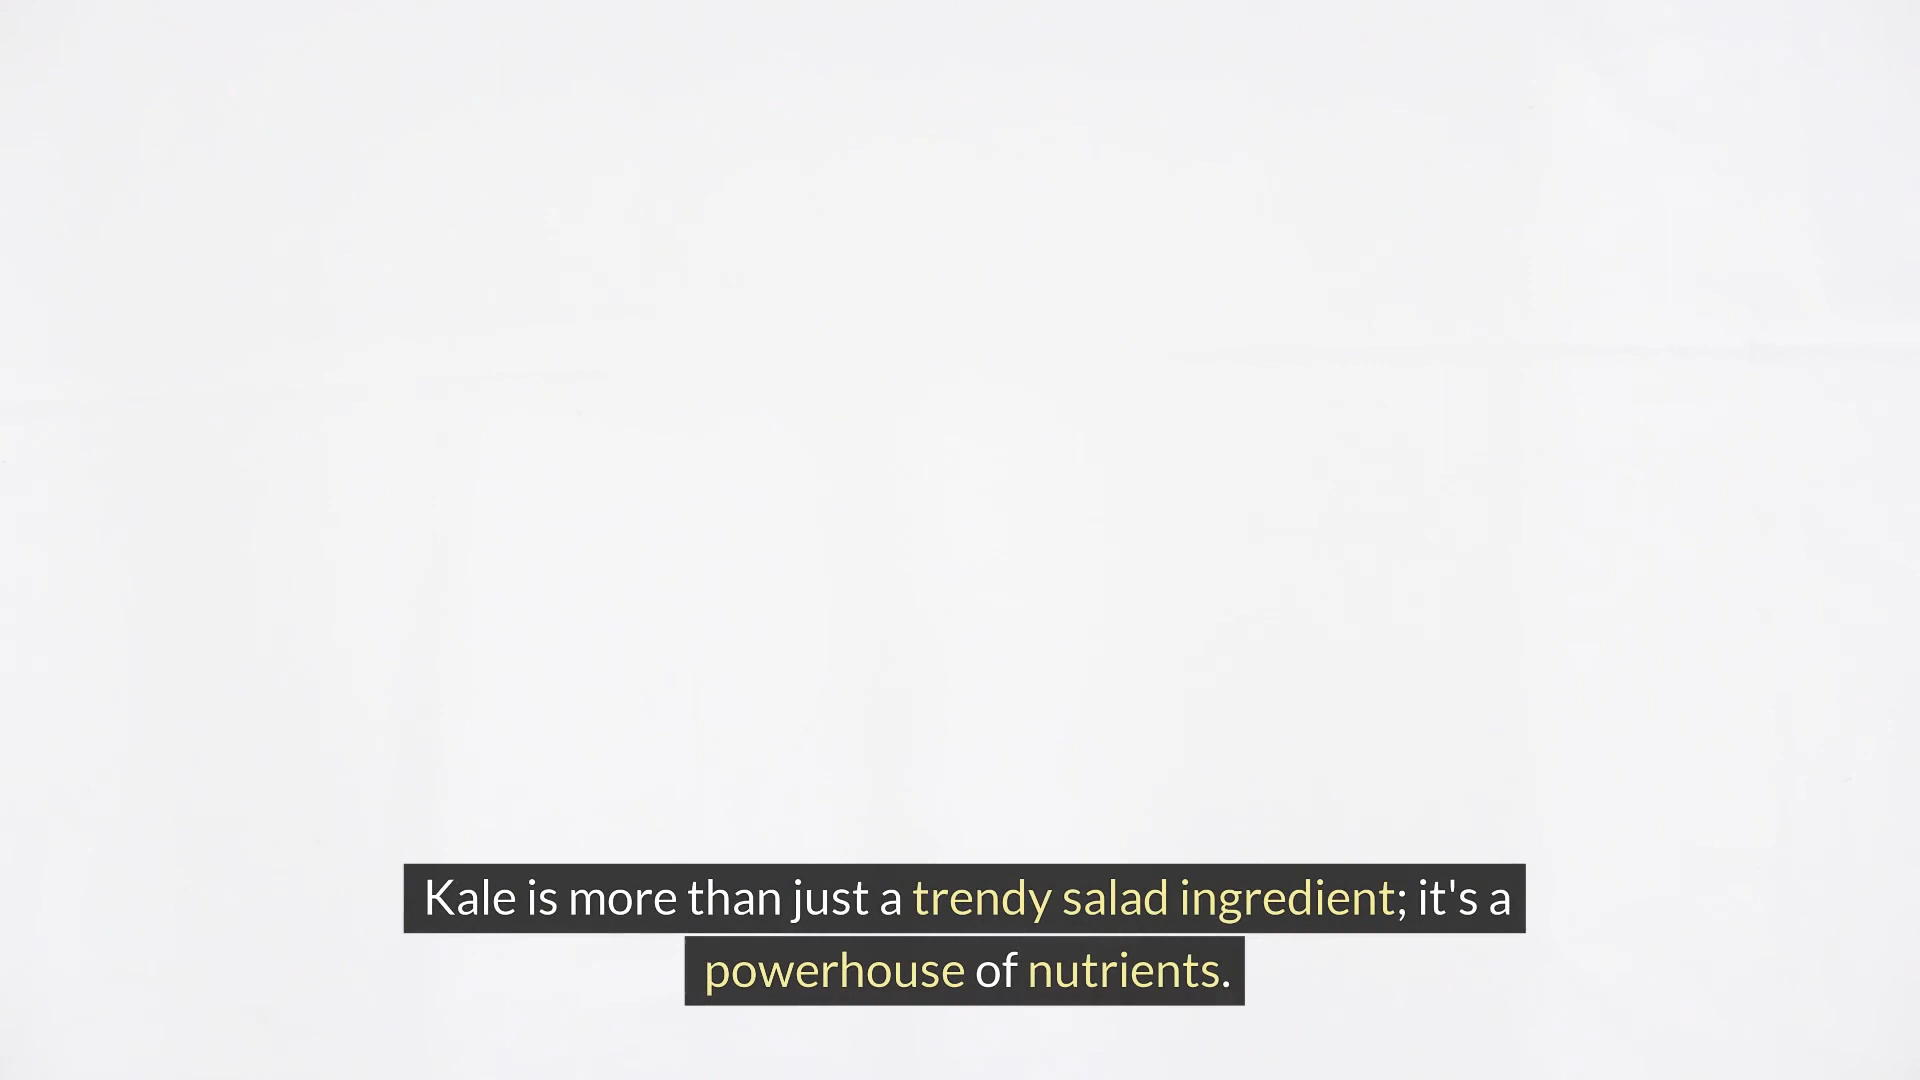 Kale is more than just a trendy salad ingredient; it's a
powerhouse of nutrients.